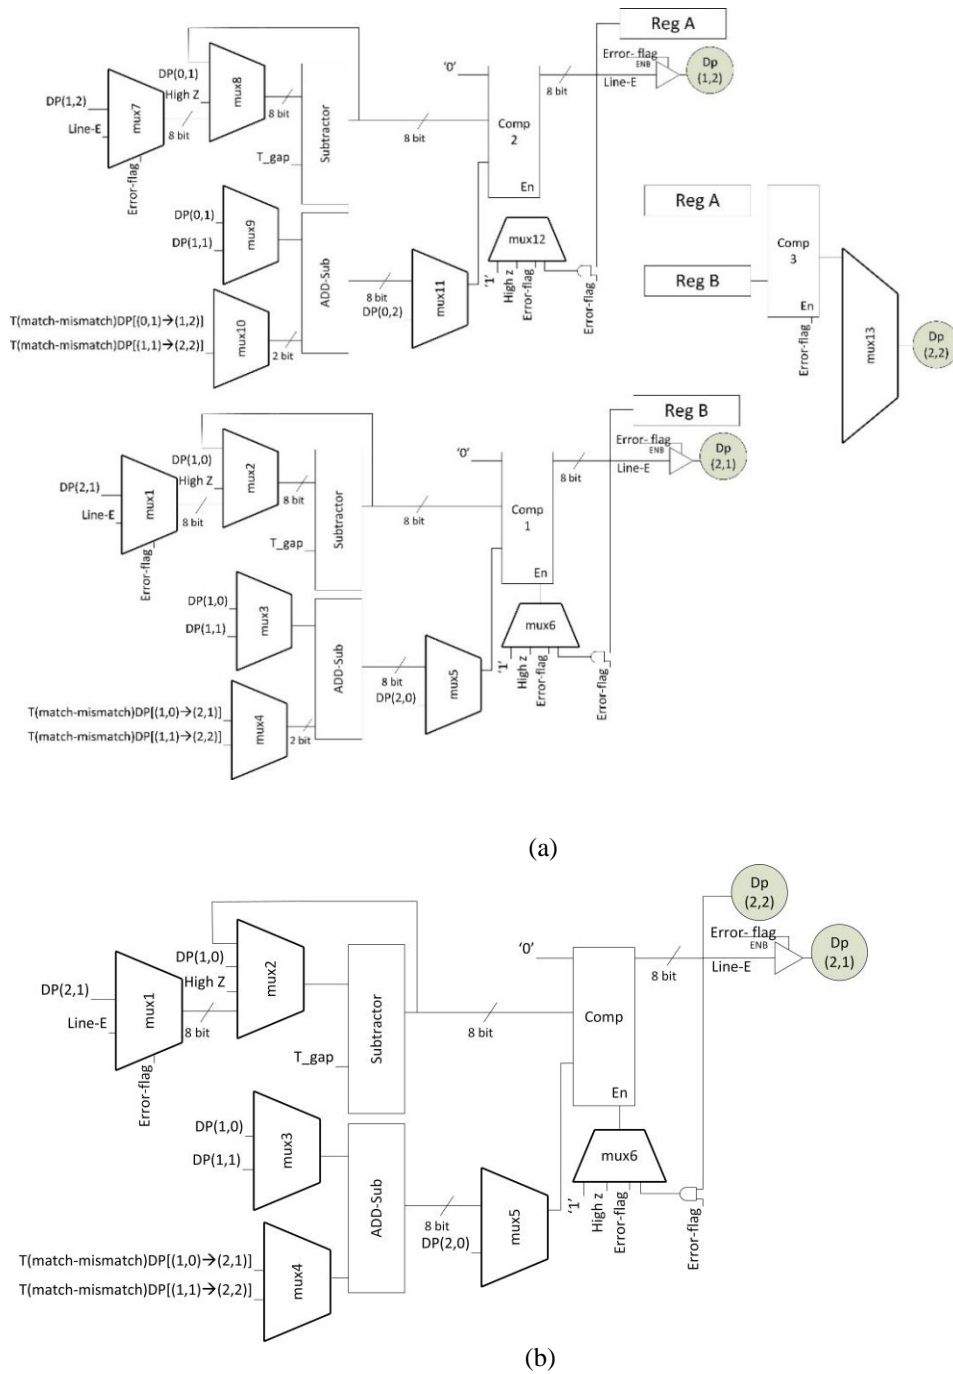 Reg A
Error- flag
ENB
Dp
(1,2)
'0'
8 bit
Line-E
DP(0,1)
High Z
mux8
8 bit
DP(1,2)
Line-E
mux7
8 bit
Error-flag
Subtractor
T_gap
8 bit
Comp
2
En
DP(0,1)
DP(1,1)
mux9
ADD-Sub
8 bit
DP(0,2)
mux11
mux12
'1'
High z
Error-flag
Error-flag
T(match-mismatch)DP[(0,1)→(1,2)]
T(match-mismatch)DP[(1,1)→(2,2)]
mux10
2 bit
Reg A
Reg B
Comp
3
En
Error-flag
mux13
Dp
(2,2)
Reg B
Error- flag
ENB
Dp
(2,1)
'0'
8 bit
Line-E
DP(1,0)
High Z
mux2
8 bit
DP(2,1)
Line-E
mux1
8 bit
Error-flag
Subtractor
T_gap
8 bit
Comp
1
En
DP(1,0)
DP(1,1)
mux3
ADD-Sub
8 bit
DP(2,0)
mux5
mux6
'1'
High z
Error-flag
Error-flag
T(match-mismatch)DP[(1,0)→(2,1)]
T(match-mismatch)DP[(1,1)→(2,2)]
mux4
2 bit
(a)
Dp
(2,2)
Error- flag
ENB
Dp
(2,1)
'0'
8 bit
Line-E
DP(1,0)
High Z
mux2
DP(2,1)
Line-E
mux1
8 bit
Error-flag
Subtractor
T_gap
8 bit
Comp
En
DP(1,0)
DP(1,1)
mux3
ADD-Sub
8 bit
DP(2,0)
mux5
mux6
'1'
High z
Error-flag
Error-flag
T(match-mismatch)DP[(1,0)→(2,1)]
T(match-mismatch)DP[(1,1)→(2,2)]
mux4
(b)